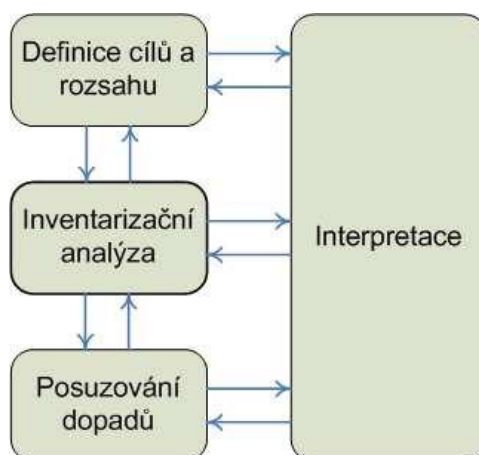 Definice cílů a
rozsahu
Inventarizační
analýza
Interpretace
Posuzování
dopadů